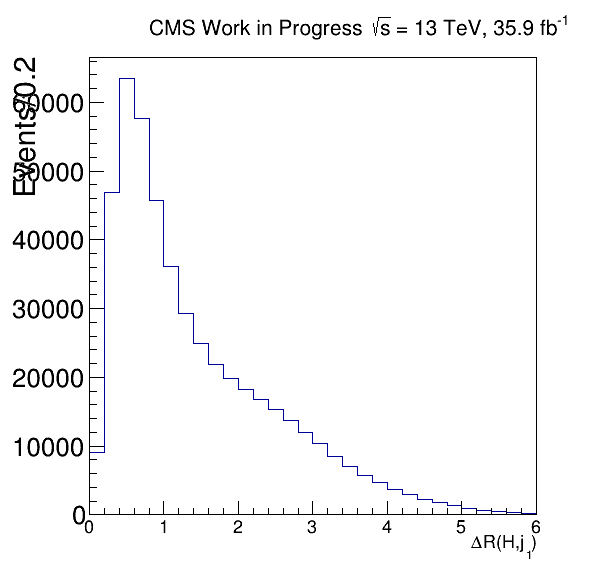 CMS Work in Progress √s = 13 TeV, 35.9 fb⁻¹
Events/0.2
60000
50000
40000
30000
20000
10000
0
0 1 2 3 4 5 6
ΔR(H,j₁)